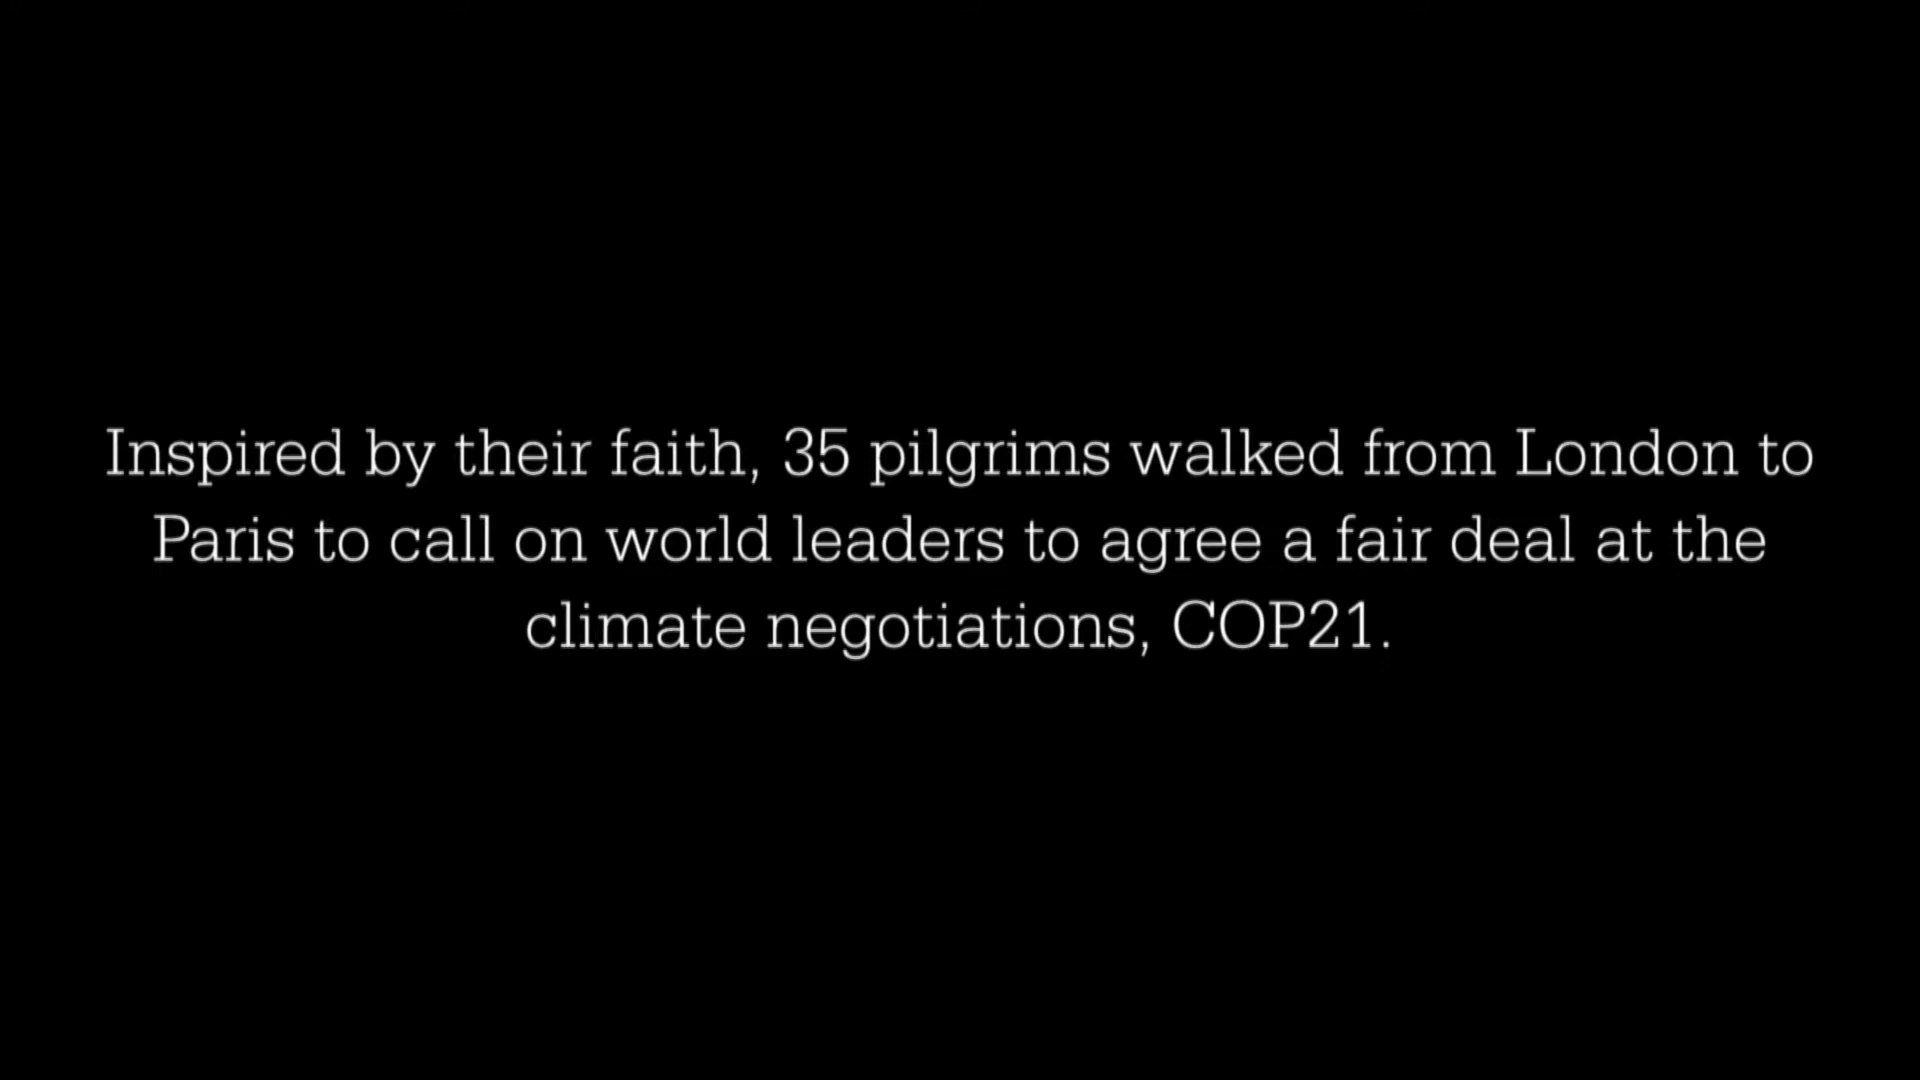 Inspired by their faith, 35 pilgrims walked from London to
Paris to call on world leaders to agree a fair deal at the
climate negotiations, COP21.